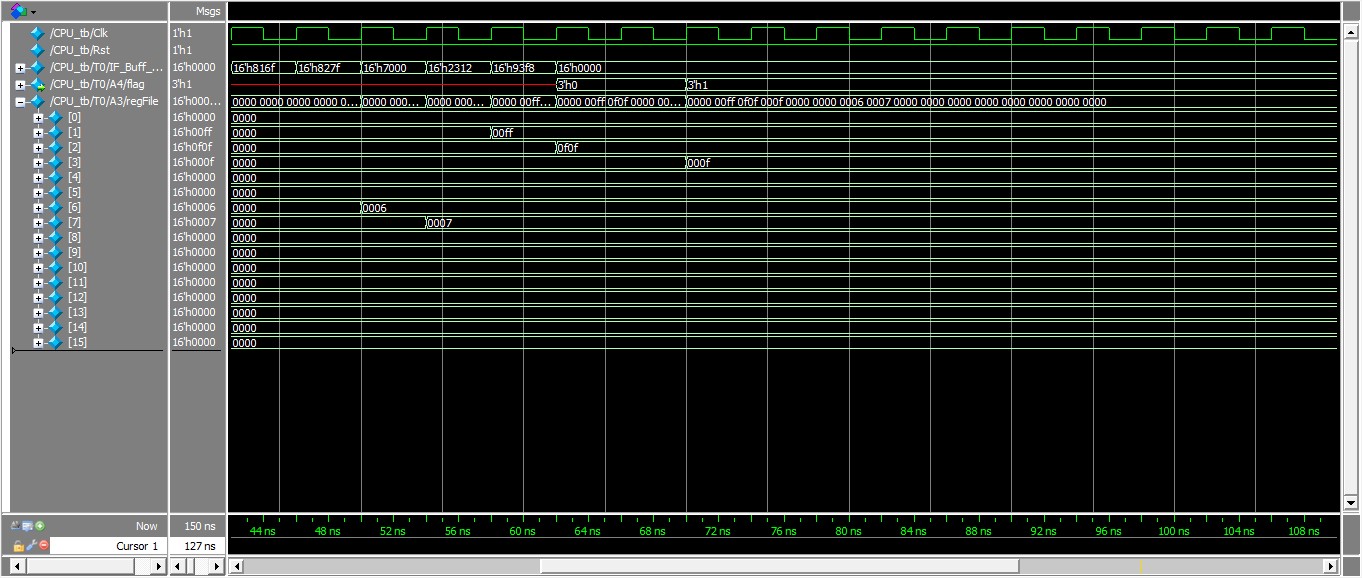 Msgs
/CPU_tb/Clk 1'h1
/CPU_tb/Rst 1'h1
/CPU_tb/T0/IF_Buff_... 16'h0000 16'h816f 16'h827f 16'h7000 16'h2312 16'h93f8 16'h0000
/CPU_tb/T0/A4/flag 3'h1 3'h0 3'h1
/CPU_tb/T0/A3/regFile 16'h000... 0000 0000 0000 0000 0... 0000 000... 0000 000... 0000 00ff... 0000 00ff 0f0f 0000 00... 0000 00ff 0f0f 000f 0000 0000 0006 0007 0000 0000 0000 0000 0000 0000 0000 0000
[0] 16'h0000 0000
[1] 16'h00ff 0000 00ff
[2] 16'h0f0f 0000 0f0f
[3] 16'h000f 0000 000f
[4] 16'h0000 0000
[5] 16'h0000 0000
[6] 16'h0006 0000 0006
[7] 16'h0007 0000 0007
[8] 16'h0000 0000
[9] 16'h0000 0000
[10] 16'h0000 0000
[11] 16'h0000 0000
[12] 16'h0000 0000
[13] 16'h0000 0000
[14] 16'h0000 0000
[15] 16'h0000 0000
Now 150 ns 44 ns 48 ns 52 ns 56 ns 60 ns 64 ns 68 ns 72 ns 76 ns 80 ns 84 ns 88 ns 92 ns 96 ns 100 ns 104 ns 108 ns
Cursor 1 127 ns